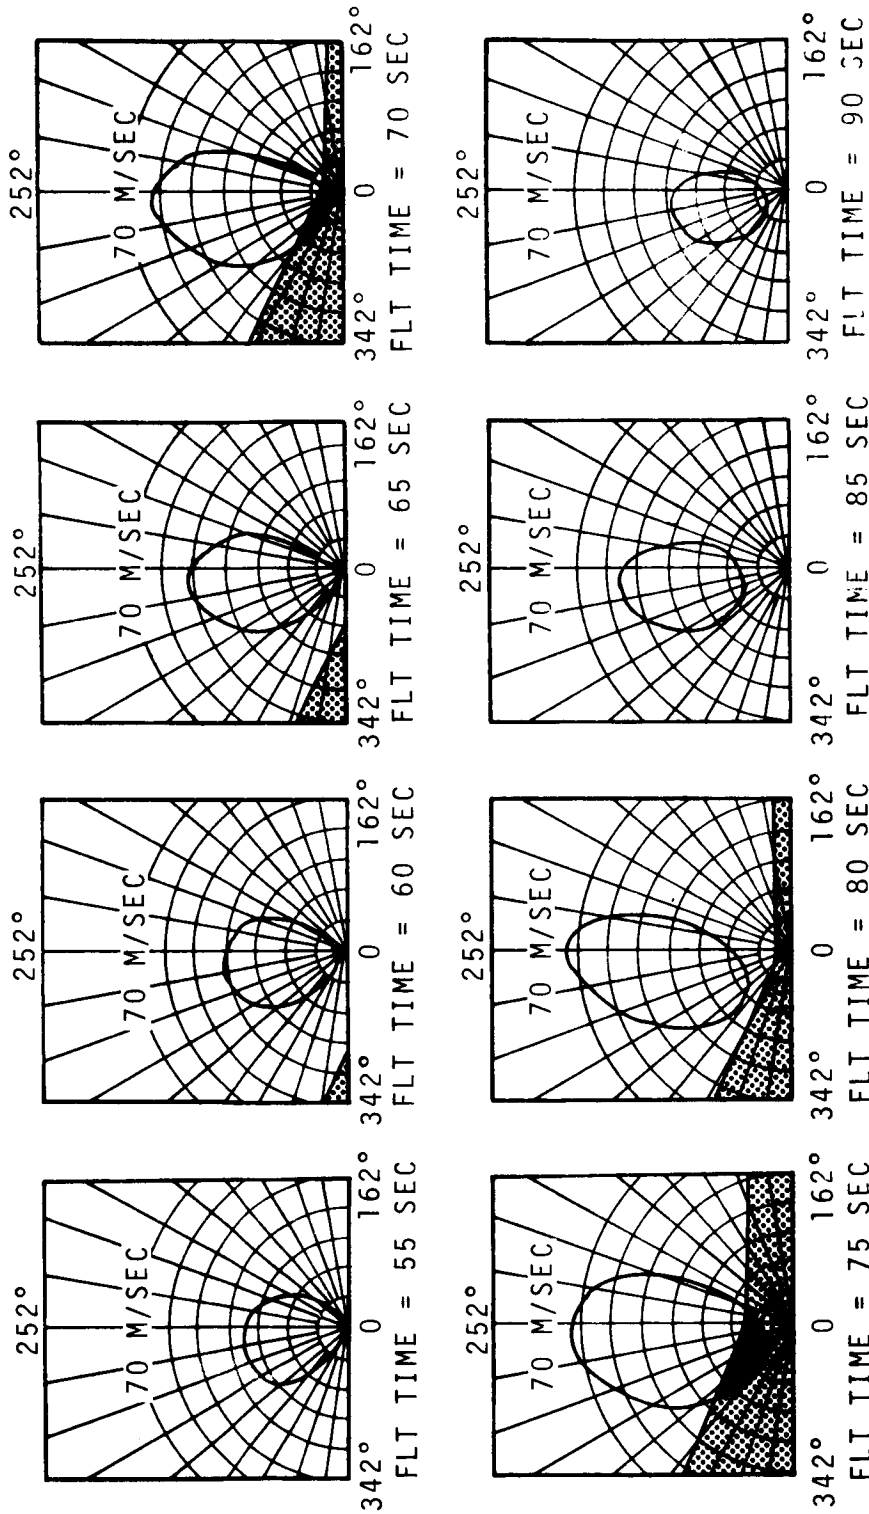 252°
70 M/SEC
342° 0 162°
FLT TIME = 55 SEC
252°
70 M/SEC
342° 0 162°
FLT TIME = 60 SEC
252°
70 M/SEC
342° 0 162°
FLT TIME = 65 SEC
252°
70 M/SEC
342° 0 162°
FLT TIME = 70 SEC
252°
70 M/SEC
342° 0 162°
FLT TIME = 75 SEC
252°
70 M/SEC
342° 0 162°
FLT TIME = 80 SEC
252°
70 M/SEC
342° 0 162°
FLT TIME = 85 SEC
252°
70 M/SEC
342° 0 162°
FLT TIME = 90 SEC